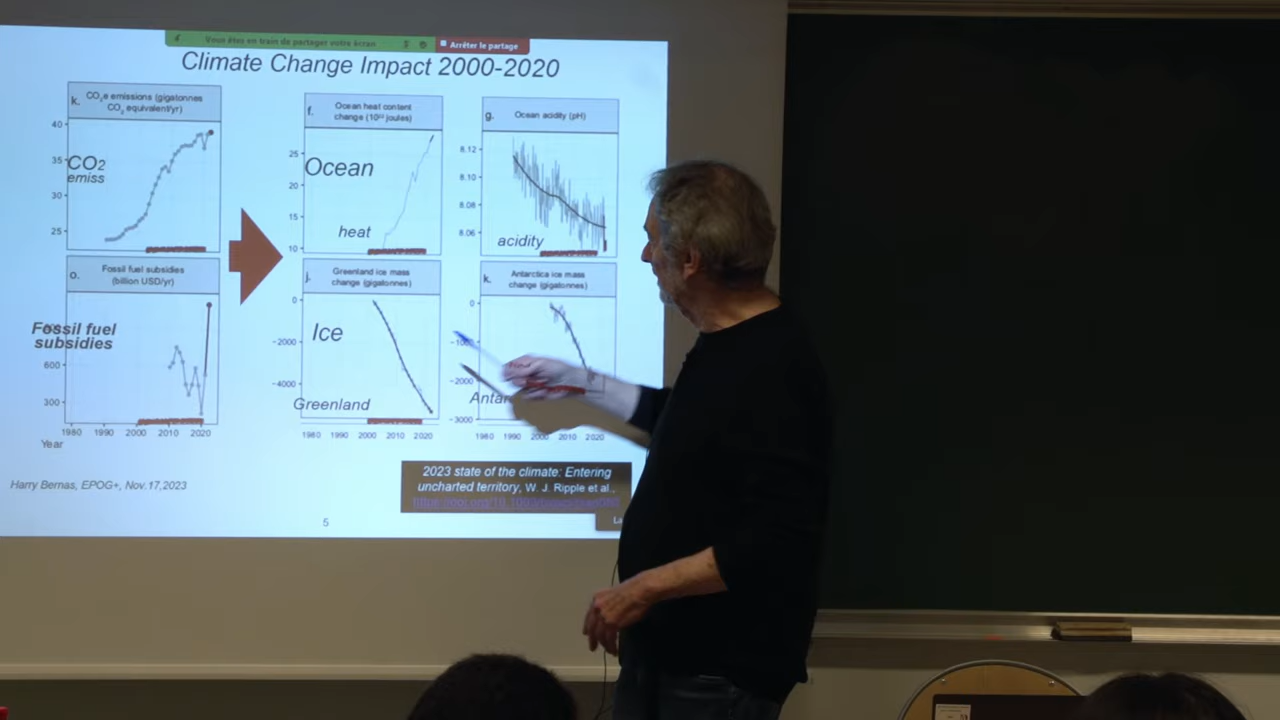 Vous êtes en train de partager votre écran
Arrêter le partage
Climate Change Impact 2000-2020
k. CO₂e emissions (gigatonnes
CO₂ equivalent/yr)
40
35
30
25
CO2
emiss
f. Ocean heat content
change (10²² joules)
25
20
15
10
Ocean
heat
g. Ocean acidity (pH)
8.12
8.10
8.08
8.06
acidity
o. Fossil fuel subsidies
(billion USD/yr)
Fossil fuel
subsidies
600
300
1980 1990 2000 2010 2020
Year
j. Greenland ice mass
change (gigatonnes)
0
−2000
−4000
Ice
Greenland
1980 1990 2000 2010 2020
k. Antarctica ice mass
change (gigatonnes)
0
−1000
−2000
−3000
Antar
1980 1990 2000 2010 2020
2023 state of the climate: Entering
uncharted territory, W. J. Ripple et al.,
Harry Bernas, EPOG+, Nov.17,2023
5